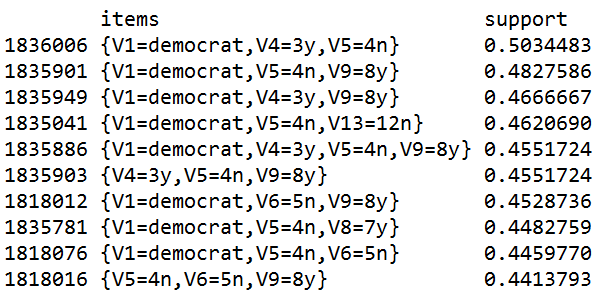 items support
1836006 {V1=democrat,V4=3y,V5=4n} 0.5034483
1835901 {V1=democrat,V5=4n,V9=8y} 0.4827586
1835949 {V1=democrat,V4=3y,V9=8y} 0.4666667
1835041 {V1=democrat,V5=4n,V13=12n} 0.4620690
1835886 {V1=democrat,V4=3y,V5=4n,V9=8y} 0.4551724
1835903 {V4=3y,V5=4n,V9=8y} 0.4551724
1818012 {V1=democrat,V6=5n,V9=8y} 0.4528736
1835781 {V1=democrat,V5=4n,V8=7y} 0.4482759
1818076 {V1=democrat,V5=4n,V6=5n} 0.4459770
1818016 {V5=4n,V6=5n,V9=8y} 0.4413793